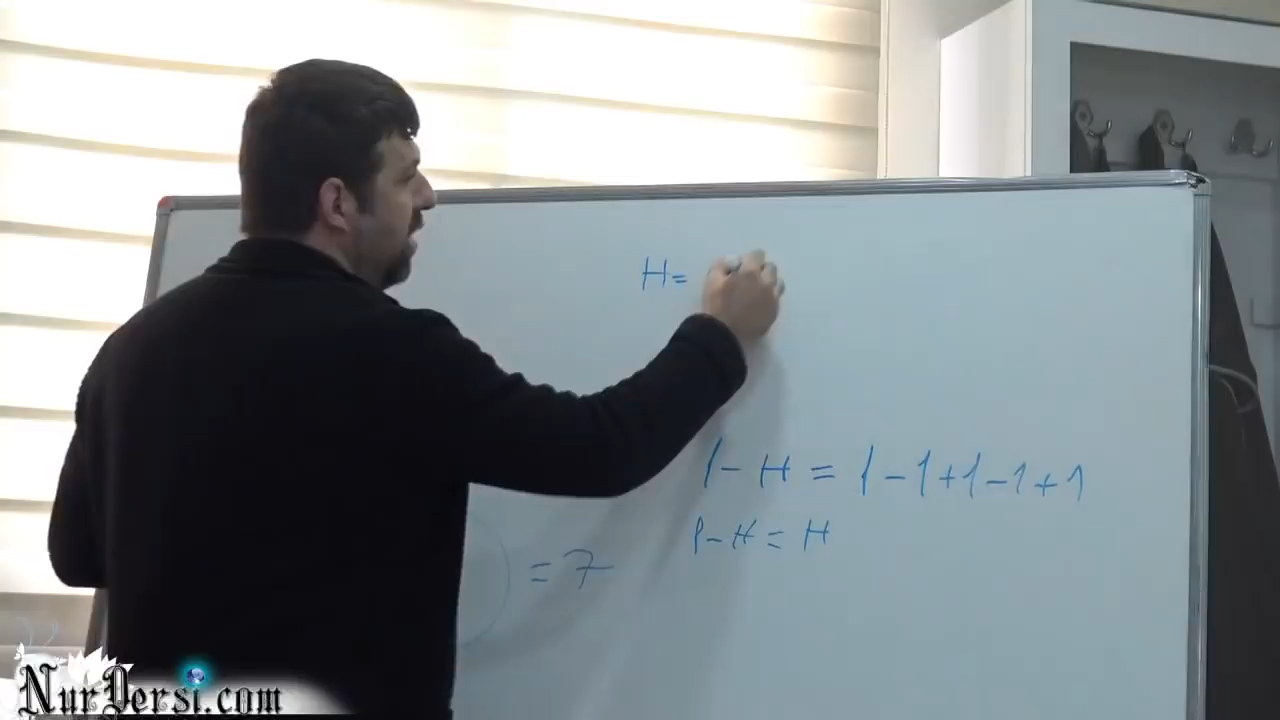 H=
1-H = 1-1+1-1+1
1-H = H
= 7
NurDersi.com